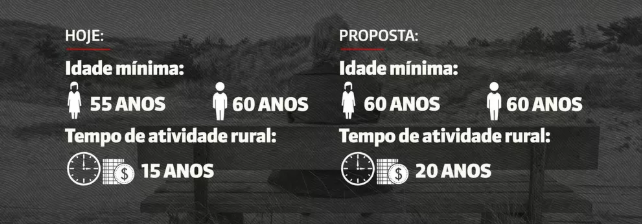 HOJE:
Idade mínima:
55 ANOS
60 ANOS
Tempo de atividade rural:
$
15 ANOS
PROPOSTA:
Idade mínima:
60 ANOS
60 ANOS
Tempo de atividade rural:
$
20 ANOS